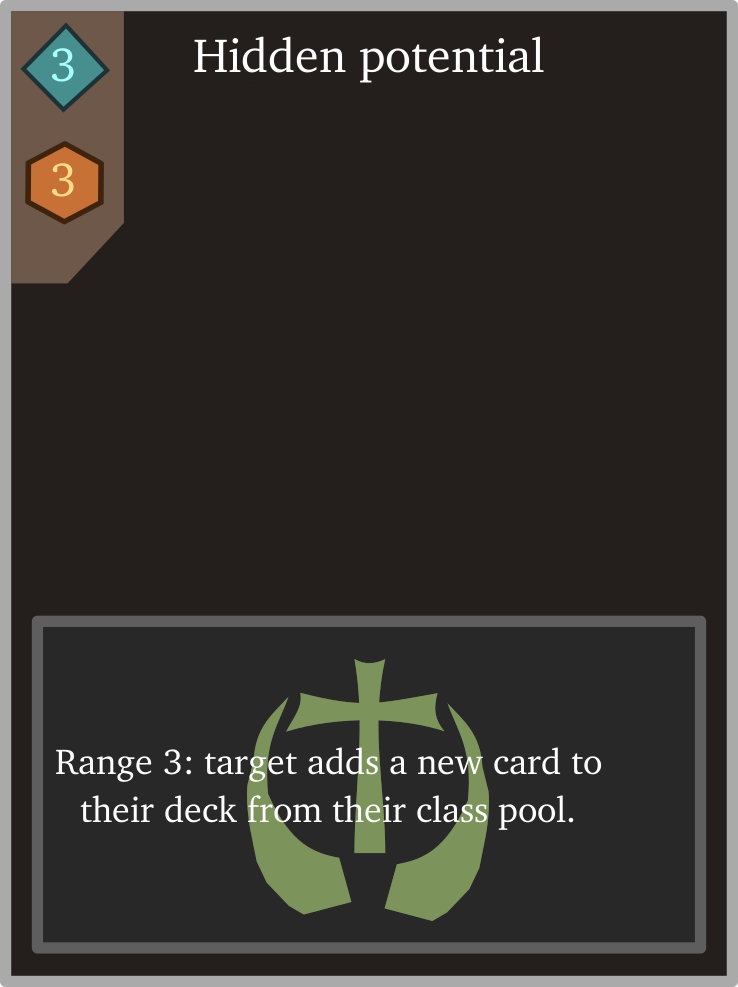 3
Hidden potential
3
Range 3: target adds a new card to
their deck from their class pool.